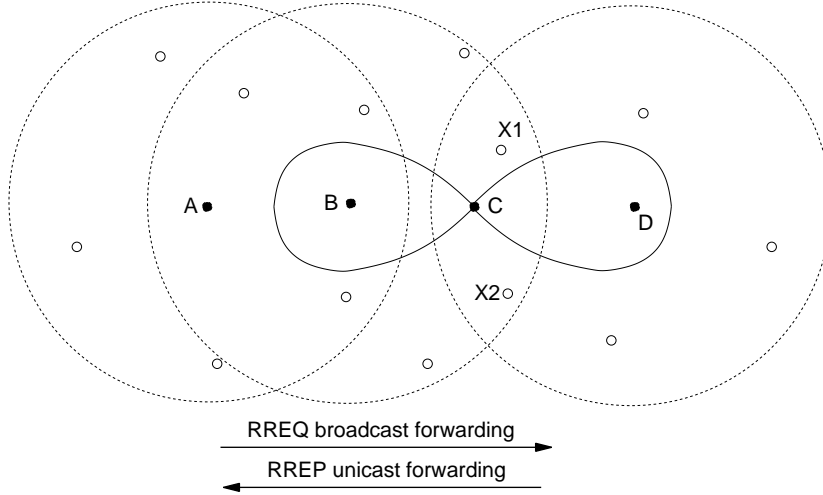 X1
A
B
C
D
X2
RREQ broadcast forwarding
RREP unicast forwarding